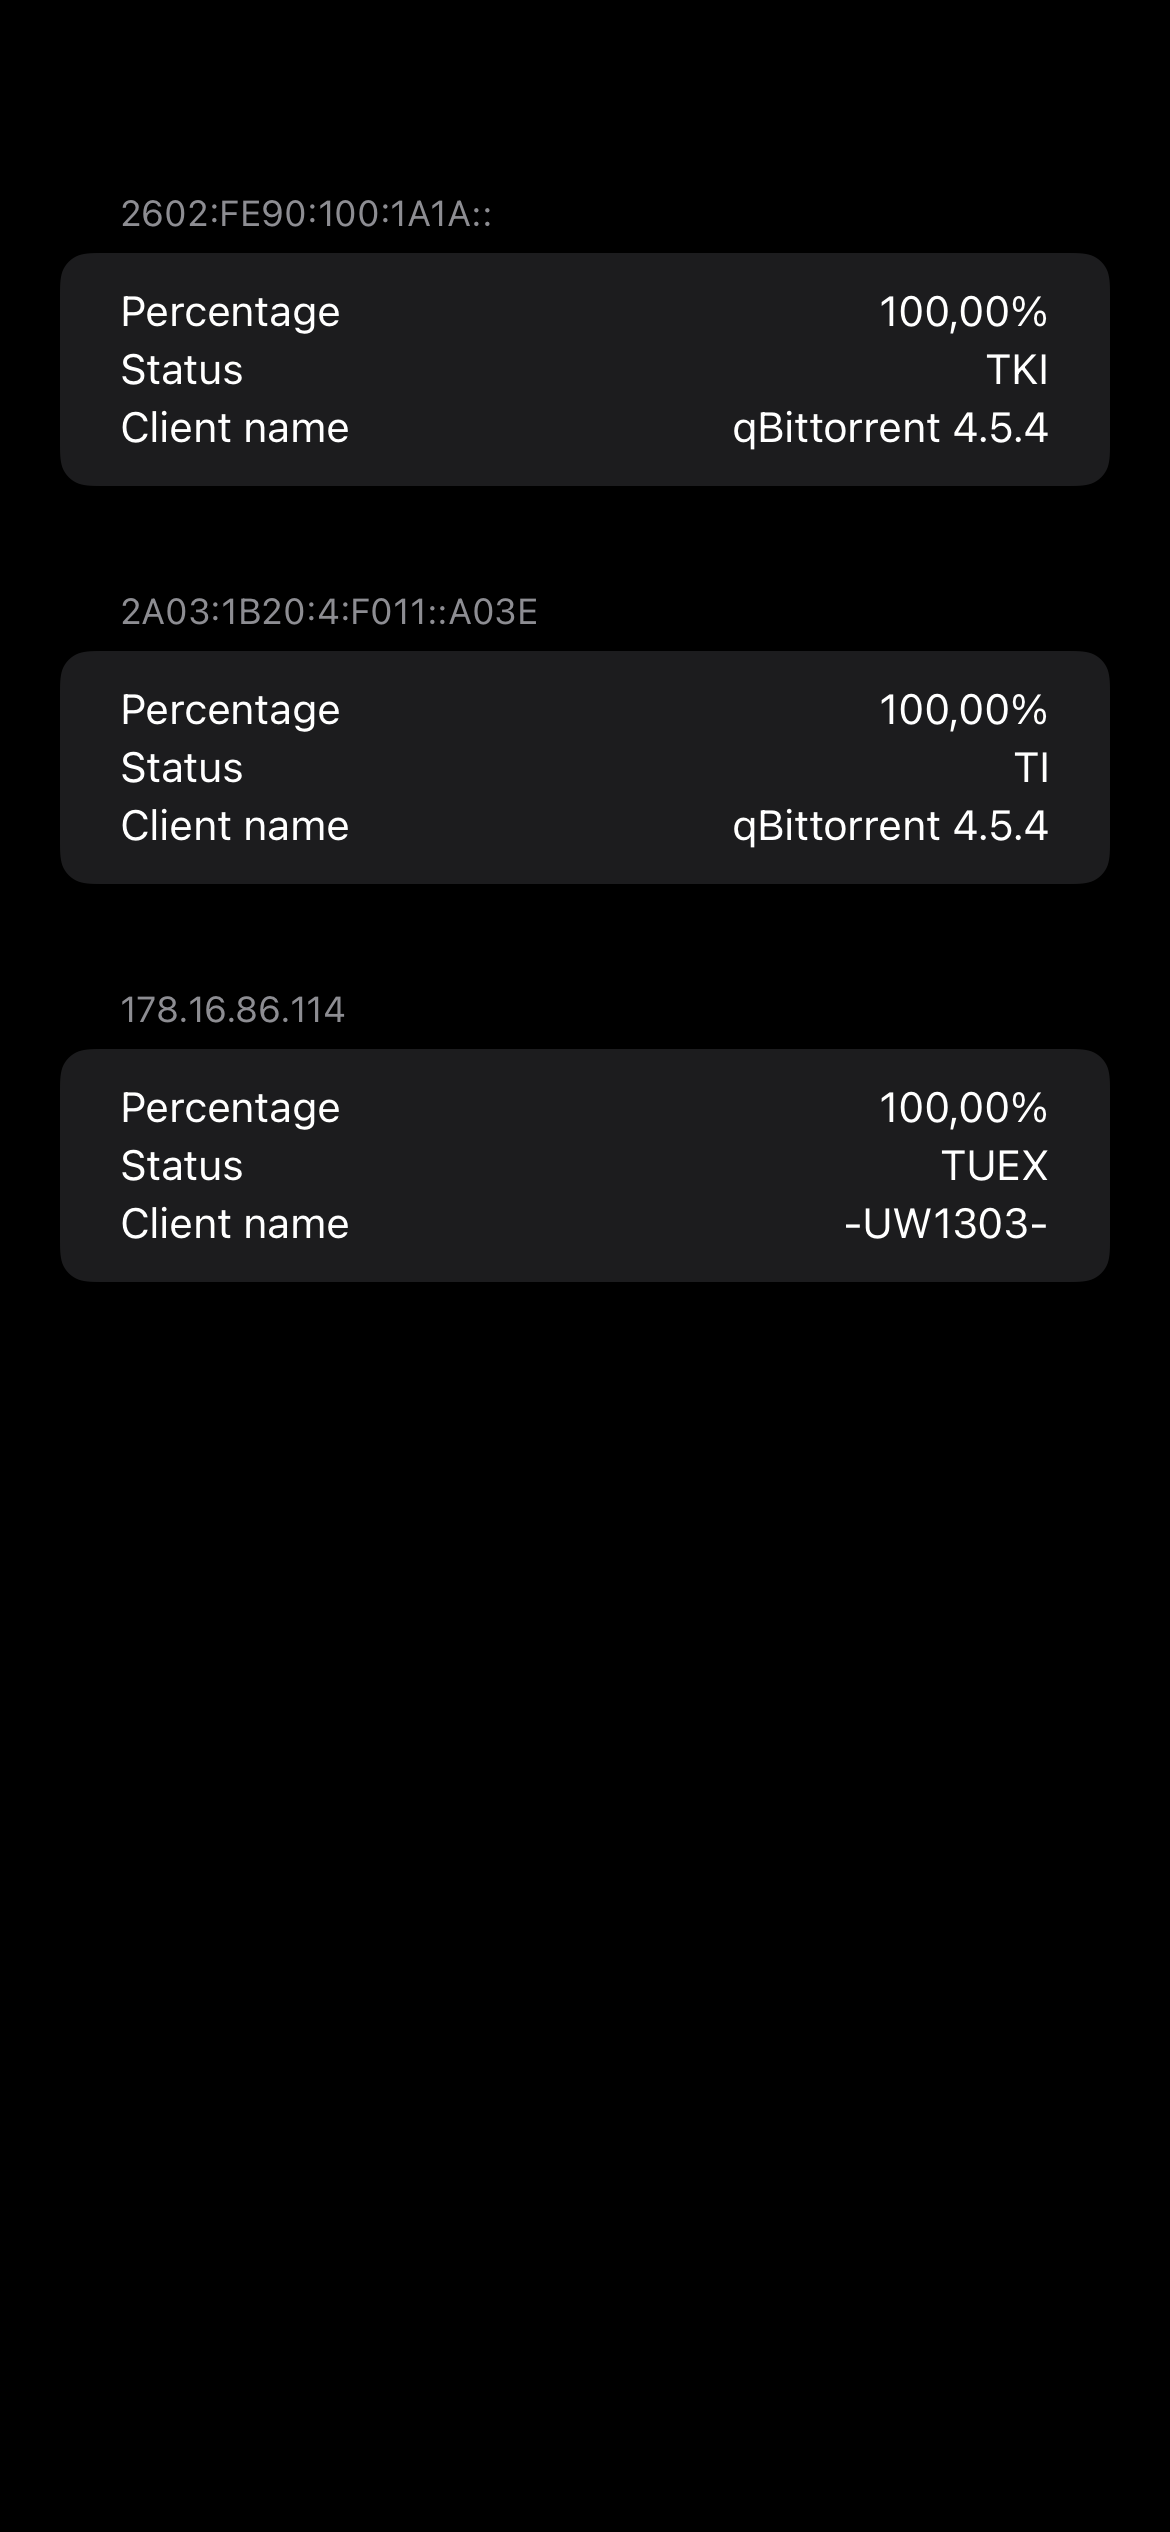 2602:FE90:100:1A1A::
Percentage 100,00%
Status TKI
Client name qBittorrent 4.5.4
2A03:1B20:4:F011::A03E
Percentage 100,00%
Status TI
Client name qBittorrent 4.5.4
178.16.86.114
Percentage 100,00%
Status TUEX
Client name -UW1303-